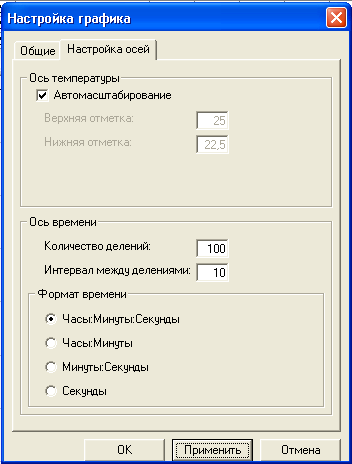 Настройка графика
Общие Настройка осей
Ось температуры
Автомасштабирование
Верхняя отметка: 25
Нижняя отметка: 22,5
Ось времени
Количество делений: 100
Интервал между делениями: 10
Формат времени
Часы:Минуты:Секунды
Часы:Минуты
Минуты:Секунды
Секунды
OK Применить Отмена